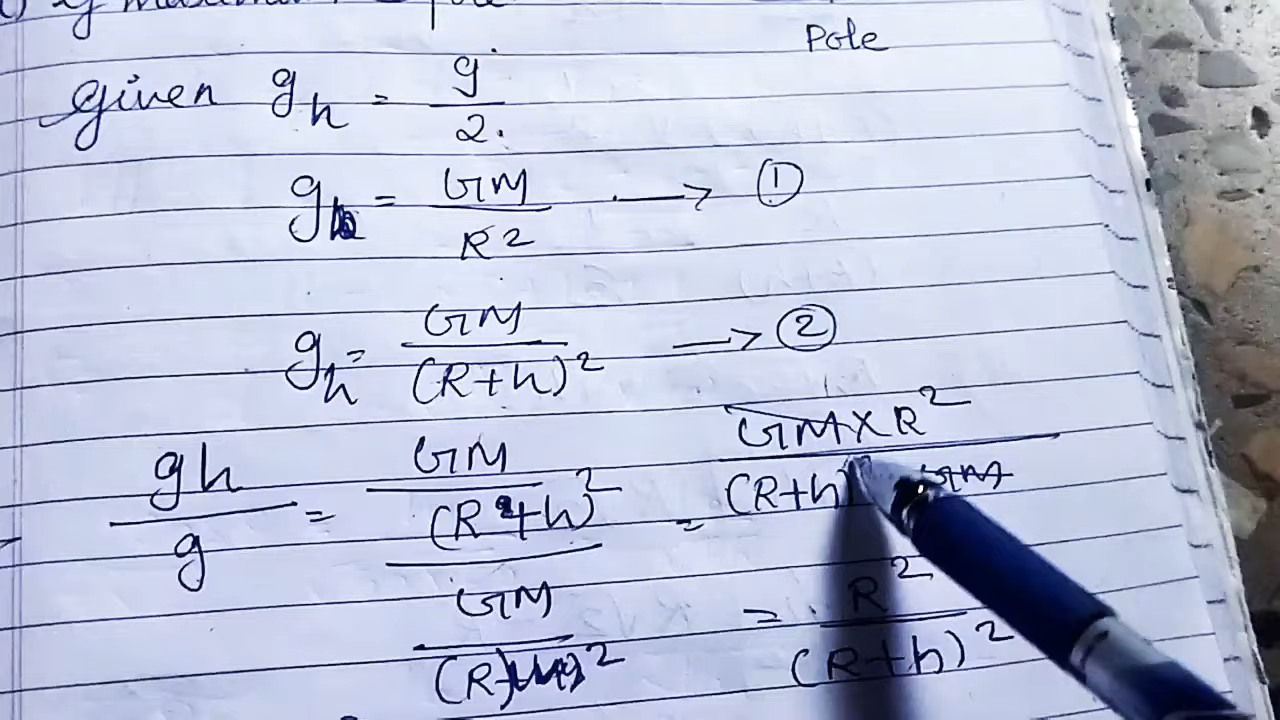 Pole
Given g_h = g/2.
g = GM/R² → ①
g_h = GM/(R+h)² → ②
gh/g = (GM/(R+h)²)/(GM/(R)²) = GM×R²/(R+h)² GM
= R²/(R+h)²